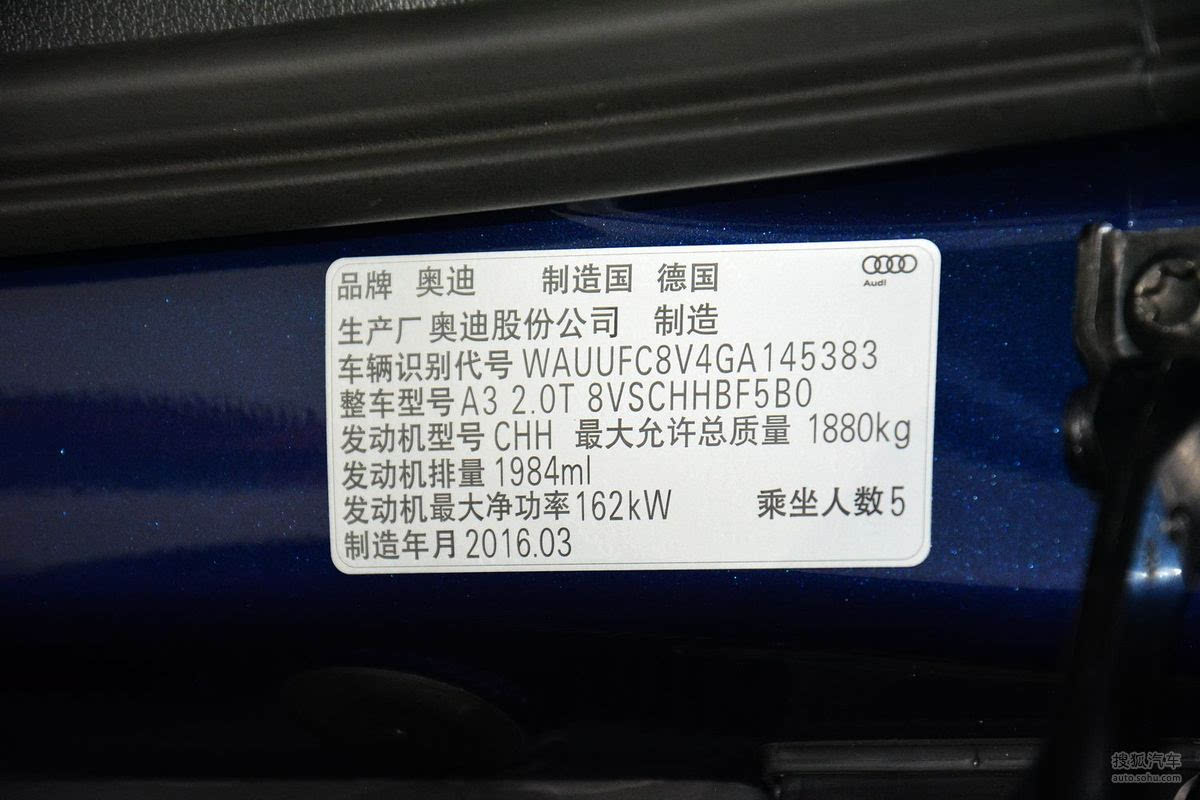 品牌 奥迪 制造国 德国
Audi
生产厂 奥迪股份公司 制造
车辆识别代号 WAUUFC8V4GA145383
整车型号 A3 2.0T 8VSCHHBF5B0
发动机型号 CHH 最大允许总质量 1880kg
发动机排量 1984ml
发动机最大净功率 162kW 乘坐人数 5
制造年月 2016.03
搜狐汽车
auto.sohu.com